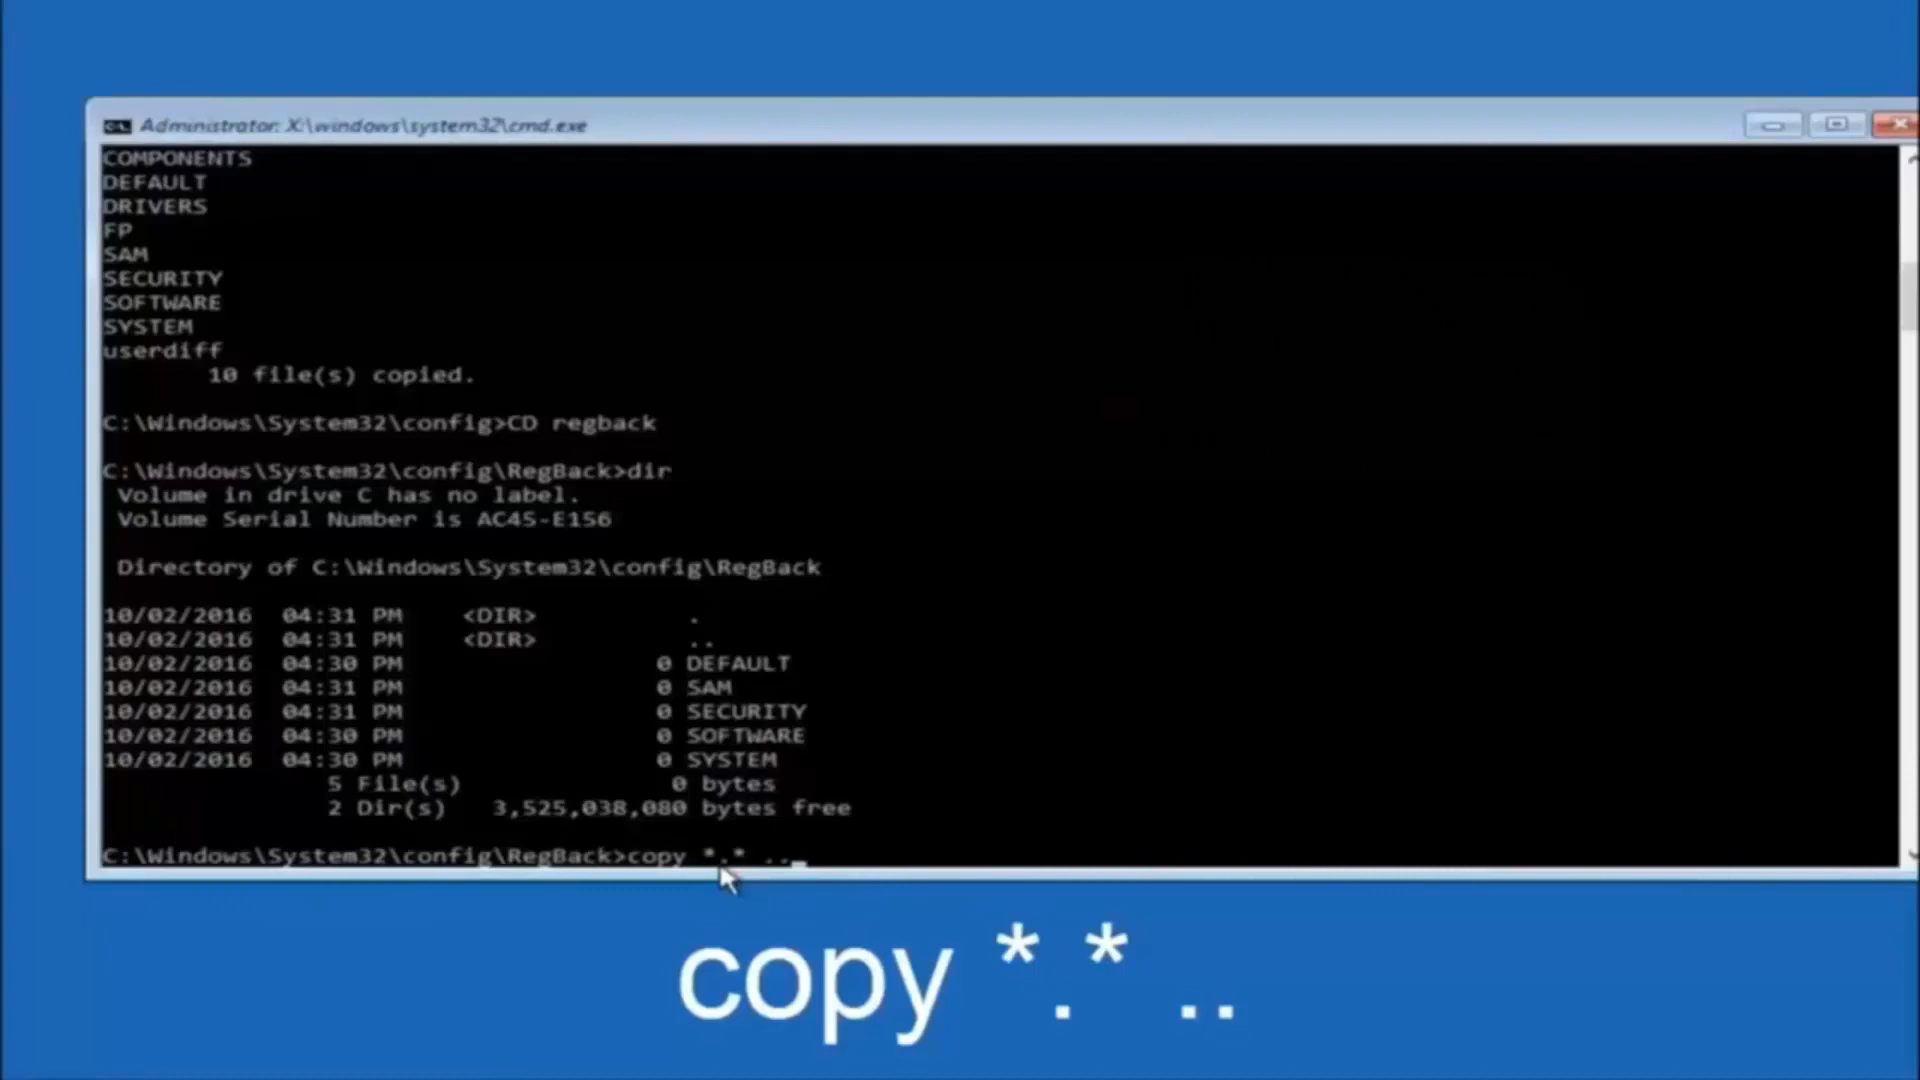 Administrator: X:\windows\system32\cmd.exe
COMPONENTS
DEFAULT
DRIVERS
FP
SAM
SECURITY
SOFTWARE
SYSTEM
userdiff
       10 file(s) copied.
C:\Windows\System32\config>CD regback
C:\Windows\System32\config\RegBack>dir
 Volume in drive C has no label.
 Volume Serial Number is AC45-E156
 Directory of C:\Windows\System32\config\RegBack
10/02/2016  04:31 PM    <DIR>          .
10/02/2016  04:31 PM    <DIR>          ..
10/02/2016  04:30 PM                 0 DEFAULT
10/02/2016  04:31 PM                 0 SAM
10/02/2016  04:31 PM                 0 SECURITY
10/02/2016  04:30 PM                 0 SOFTWARE
10/02/2016  04:30 PM                 0 SYSTEM
               5 File(s)              0 bytes
               2 Dir(s)   3,525,038,080 bytes free
C:\Windows\System32\config\RegBack>copy *.* .._
copy *.* ..